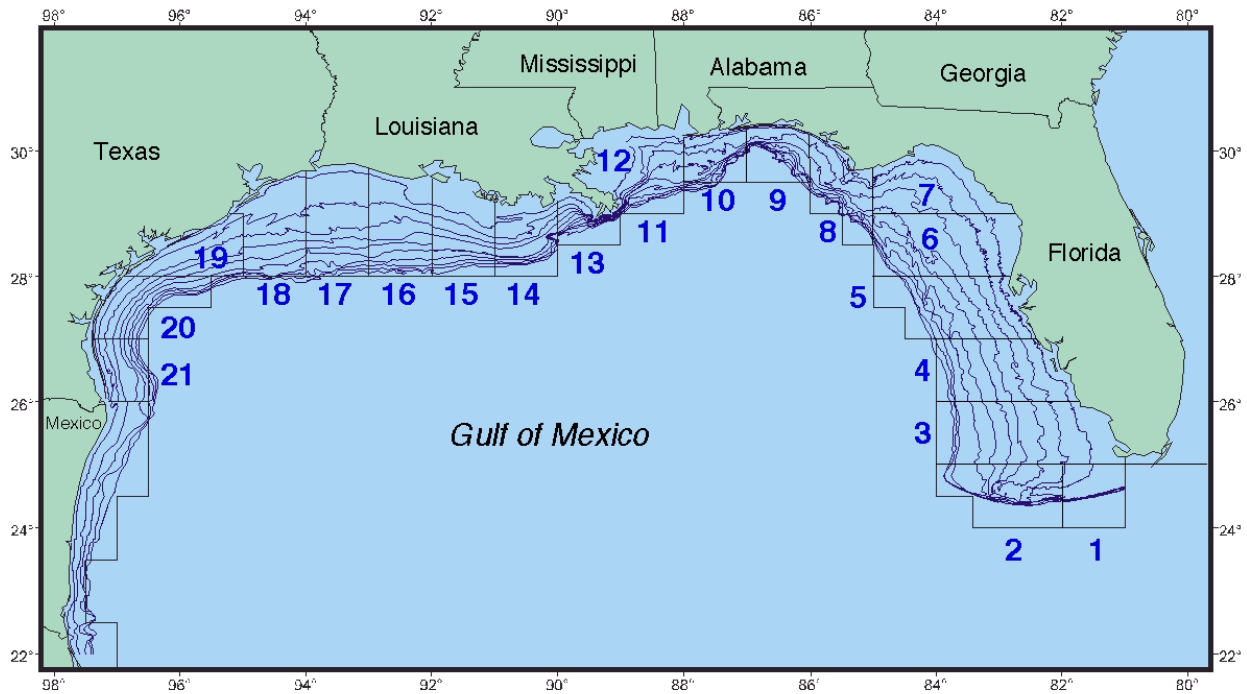 98° 96° 94° 92° 90° 88° 86° 84° 82° 80°
Mississippi Alabama Georgia
Louisiana
Texas
30° 12 30°
7
10 9
11 8 6
Florida
19 13
28° 28°
18 17 16 15 14 5
20
21 4
26° 26°
Mexico
Gulf of Mexico 3
24° 24°
2 1
22° 22°
98° 96° 94° 92° 90° 88° 86° 84° 82° 80°